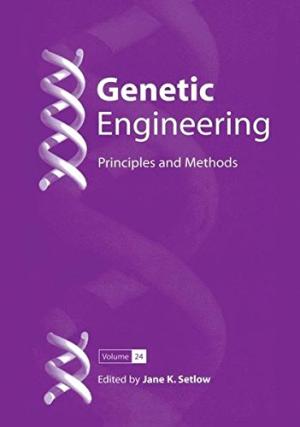 Genetic
Engineering
Principles and Methods
Volume 24
Edited by Jane K. Setlow